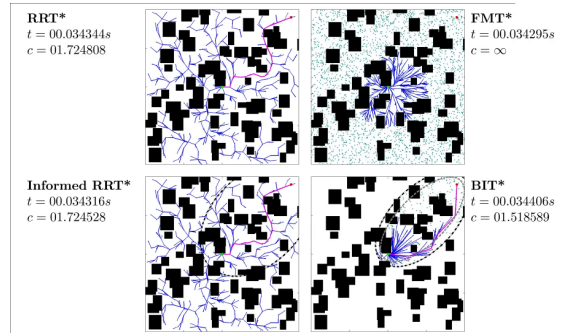 RRT*
t = 00.034344s
c = 01.724808
FMT*
t = 00.034295s
c = ∞
Informed RRT*
t = 00.034316s
c = 01.724528
BIT*
t = 00.034406s
c = 01.518589